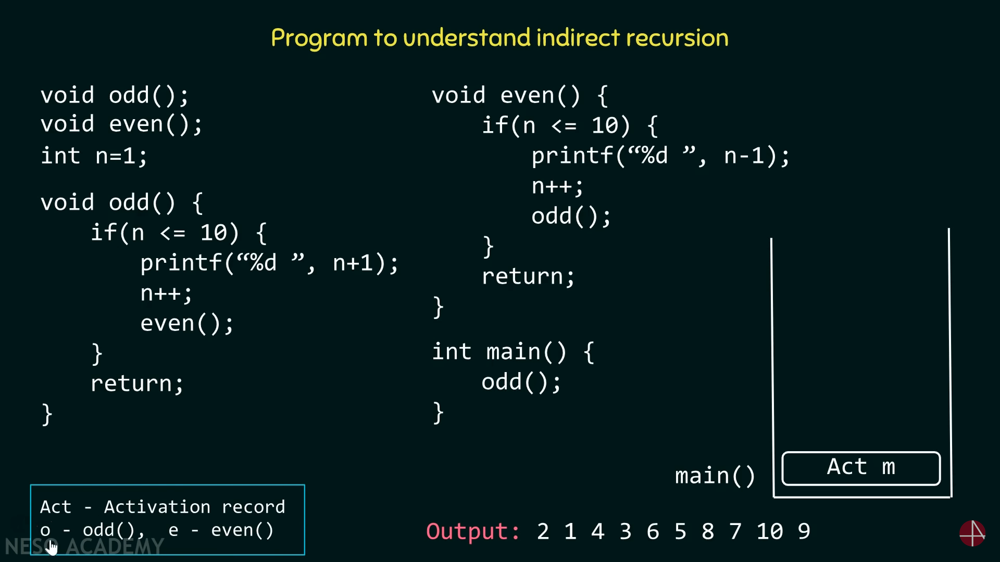 Program to understand indirect recursion
void odd();
void even();
int n=1;
void odd() {
if(n <= 10) {
printf(“%d ”, n+1);
n++;
even();
}
return;
}
void even() {
if(n <= 10) {
printf(“%d ”, n-1);
n++;
odd();
}
return;
}
int main() {
odd();
}
main()
Act m
Act - Activation record
o - odd(), e - even()
NESO ACADEMY
Output: 2 1 4 3 6 5 8 7 10 9